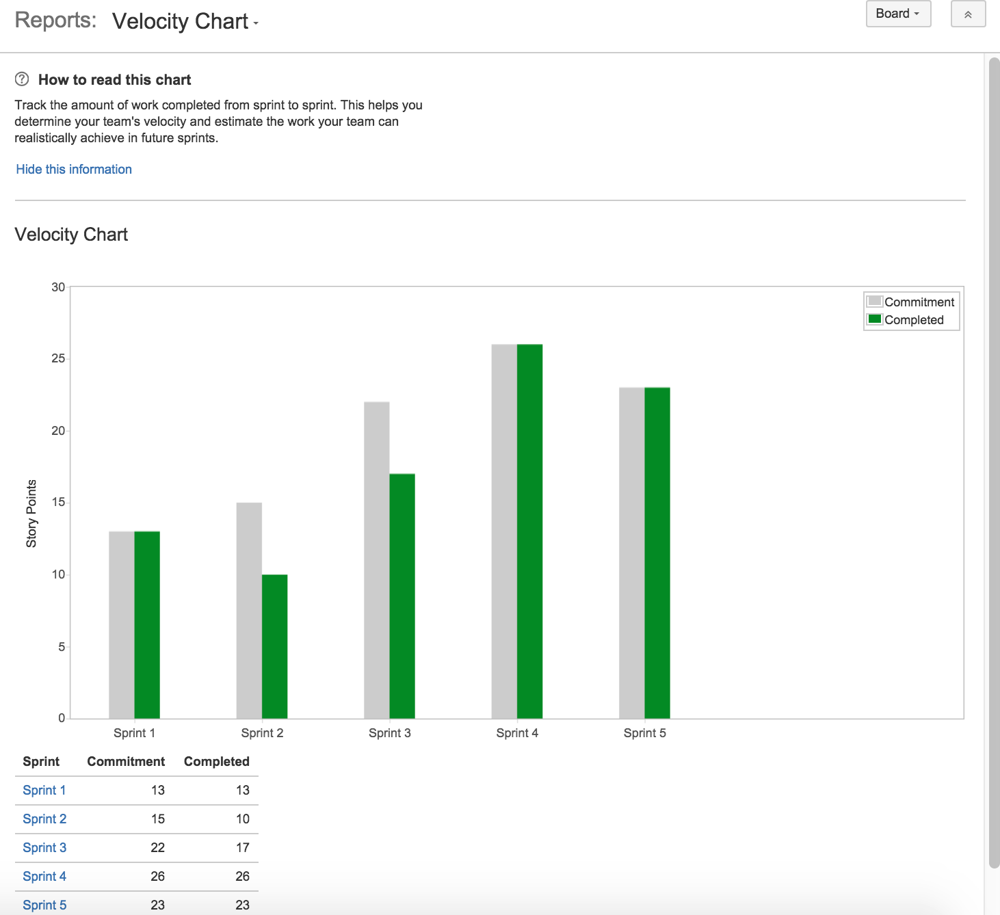 Reports: Velocity Chart
Board
How to read this chart
Track the amount of work completed from sprint to sprint. This helps you
determine your team's velocity and estimate the work your team can
realistically achieve in future sprints.
Hide this information
Velocity Chart
30
25
20
15
10
5
0
Story Points
Commitment
Completed
Sprint 1 Sprint 2 Sprint 3 Sprint 4 Sprint 5
Sprint Commitment Completed
Sprint 1 13 13
Sprint 2 15 10
Sprint 3 22 17
Sprint 4 26 26
Sprint 5 23 23